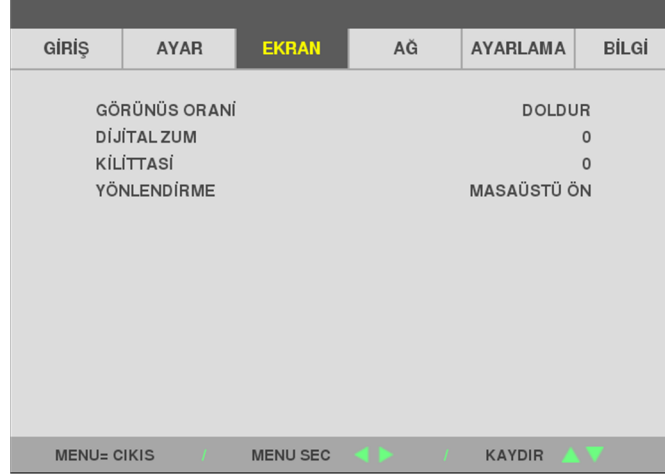 GİRİŞ AYAR EKRAN AĞ AYARLAMA BİLGİ
GÖRÜNÜS ORANİ DOLDUR
DİJİTAL ZUM 0
KİLİTTASİ 0
YÖNLENDİRME MASAÜSTÜ ÖN
MENU= CIKIS / MENU SEC ◀ ▶ / KAYDIR ▲ ▼